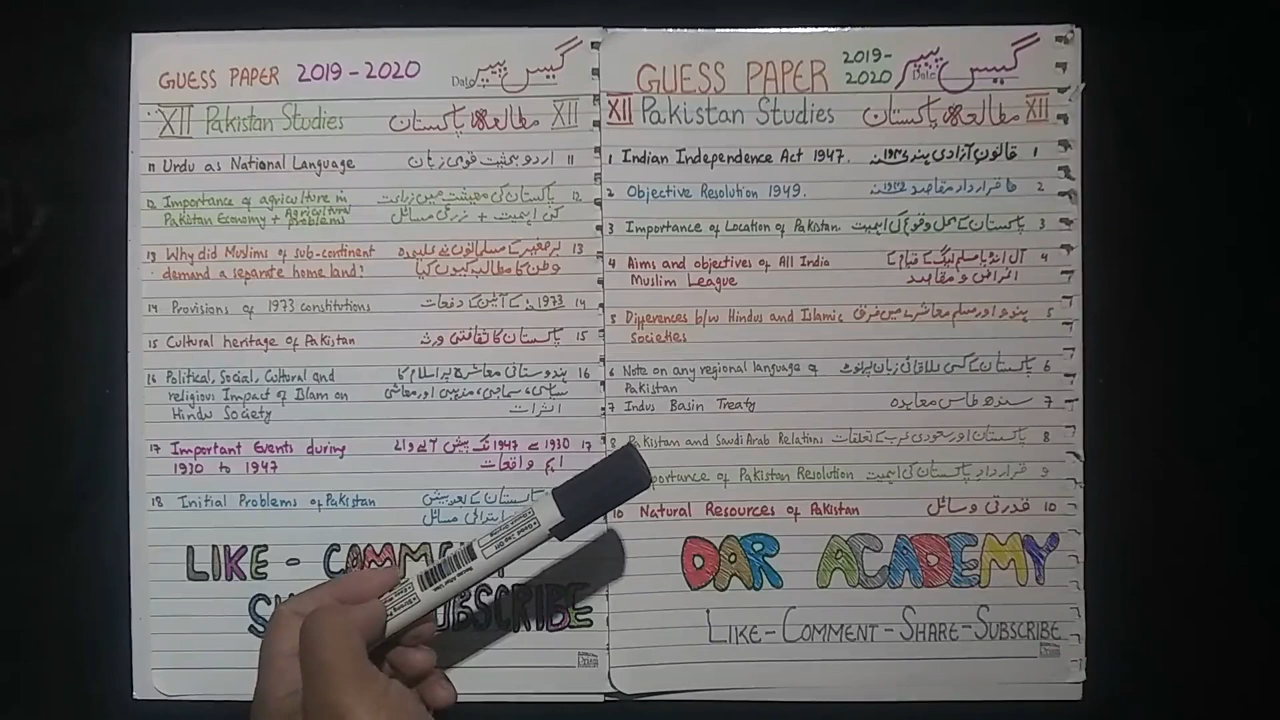 GUESS PAPER 2019-2020 گیس پیپر
Date
XII Pakistan Studies مطالعہ پاکستان XII
11 Urdu as National Language اردو بحیثیت قومی زبان 11
12 Importance of agriculture in پاکستان کی معیشت میں زراعت 12
Pakistan Economy + Agricultural problems کی اہمیت + زرعی مسائل
13 Why did Muslims of sub-continent برصغیر کے مسلمانوں نے علیحدہ 13
demand a separate home land? وطن کا مطالبہ کیوں کیا
14 Provisions of 1973 constitutions 1973ء کے آئین کے دفعات 14
15 Cultural heritage of Pakistan پاکستان کا ثقافتی ورثہ 15
16 Political, Social, Cultural and ہندوستانی معاشرہ پر اسلام کا 16
religious Impact of Islam on سیاسی، سماجی، مذہبی اور معاشی
Hindu Society اثرات
17 Important Events during 1930 سے 1947 تک پیش آنے والے 17
1930 to 1947 اہم واقعات
18 Initial Problems of Pakistan پاکستان کے بعد پیش
ابتدائی مسائل
LIKE -
GUESS PAPER 2019-2020 گیس پیپر
Date
XII Pakistan Studies مطالعہ پاکستان XII
1 Indian Independence Act 1947. قانون آزادی ہند 1947ء 1
2 Objective Resolution 1949. قرارداد مقاصد 2
3 Importance of Location of Pakistan. پاکستان کے محل وقوع کی اہمیت 3
4 Aims and objectives of All India آل انڈیا مسلم لیگ کے قیام کے 4
Muslim League اغراض و مقاصد
5 Differences b/w Hindus and Islamic ہندو اور مسلم معاشرے میں فرق 5
Societies
6 Note on any regional language of پاکستان کے کسی علاقائی زبان پر نوٹ 6
Pakistan
7 Indus Basin Treaty سندھ طاس معاہدہ 7
8 Pakistan and Saudi Arab Relations پاکستان اور سعودی عرب کے تعلقات 8
portance of Pakistan Resolution قرارداد پاکستان کی اہمیت 9
10 Natural Resources of Pakistan قدرتی وسائل 10
DAR ACADEMY
LIKE-COMMENT-SHARE-SUBSCRIBE